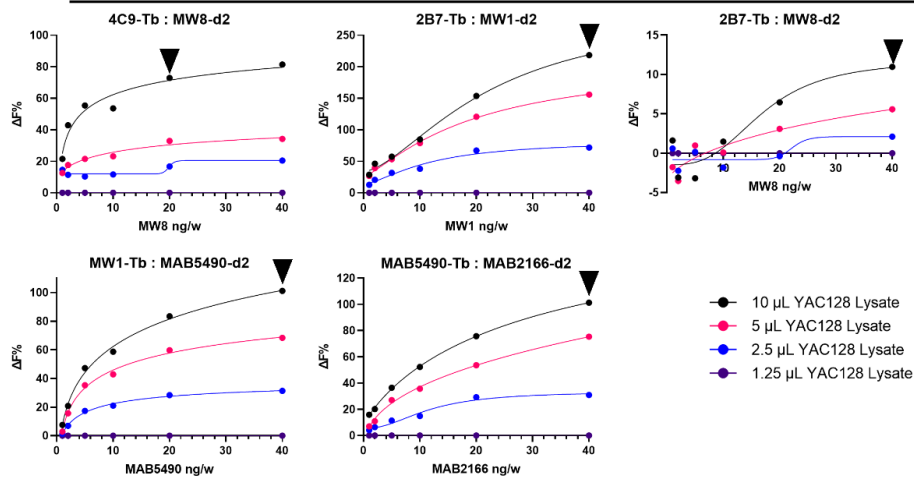 4C9-Tb : MW8-d2
2B7-Tb : MW1-d2
2B7-Tb : MW8-d2
ΔF%
100
80
60
40
20
0
0
10
20
30
40
MW8 ng/w
ΔF%
250
200
150
100
50
0
0
10
20
30
40
MW1 ng/w
ΔF%
15
10
5
0
-5
10
20
30
40
MW8 ng/w
MW1-Tb : MAB5490-d2
MAB5490-Tb : MAB2166-d2
ΔF%
100
80
60
40
20
0
0
10
20
30
40
MAB5490 ng/w
ΔF%
120
100
80
60
40
20
0
0
10
20
30
40
MAB2166 ng/w
10 µL YAC128 Lysate
5 µL YAC128 Lysate
2.5 µL YAC128 Lysate
1.25 µL YAC128 Lysate